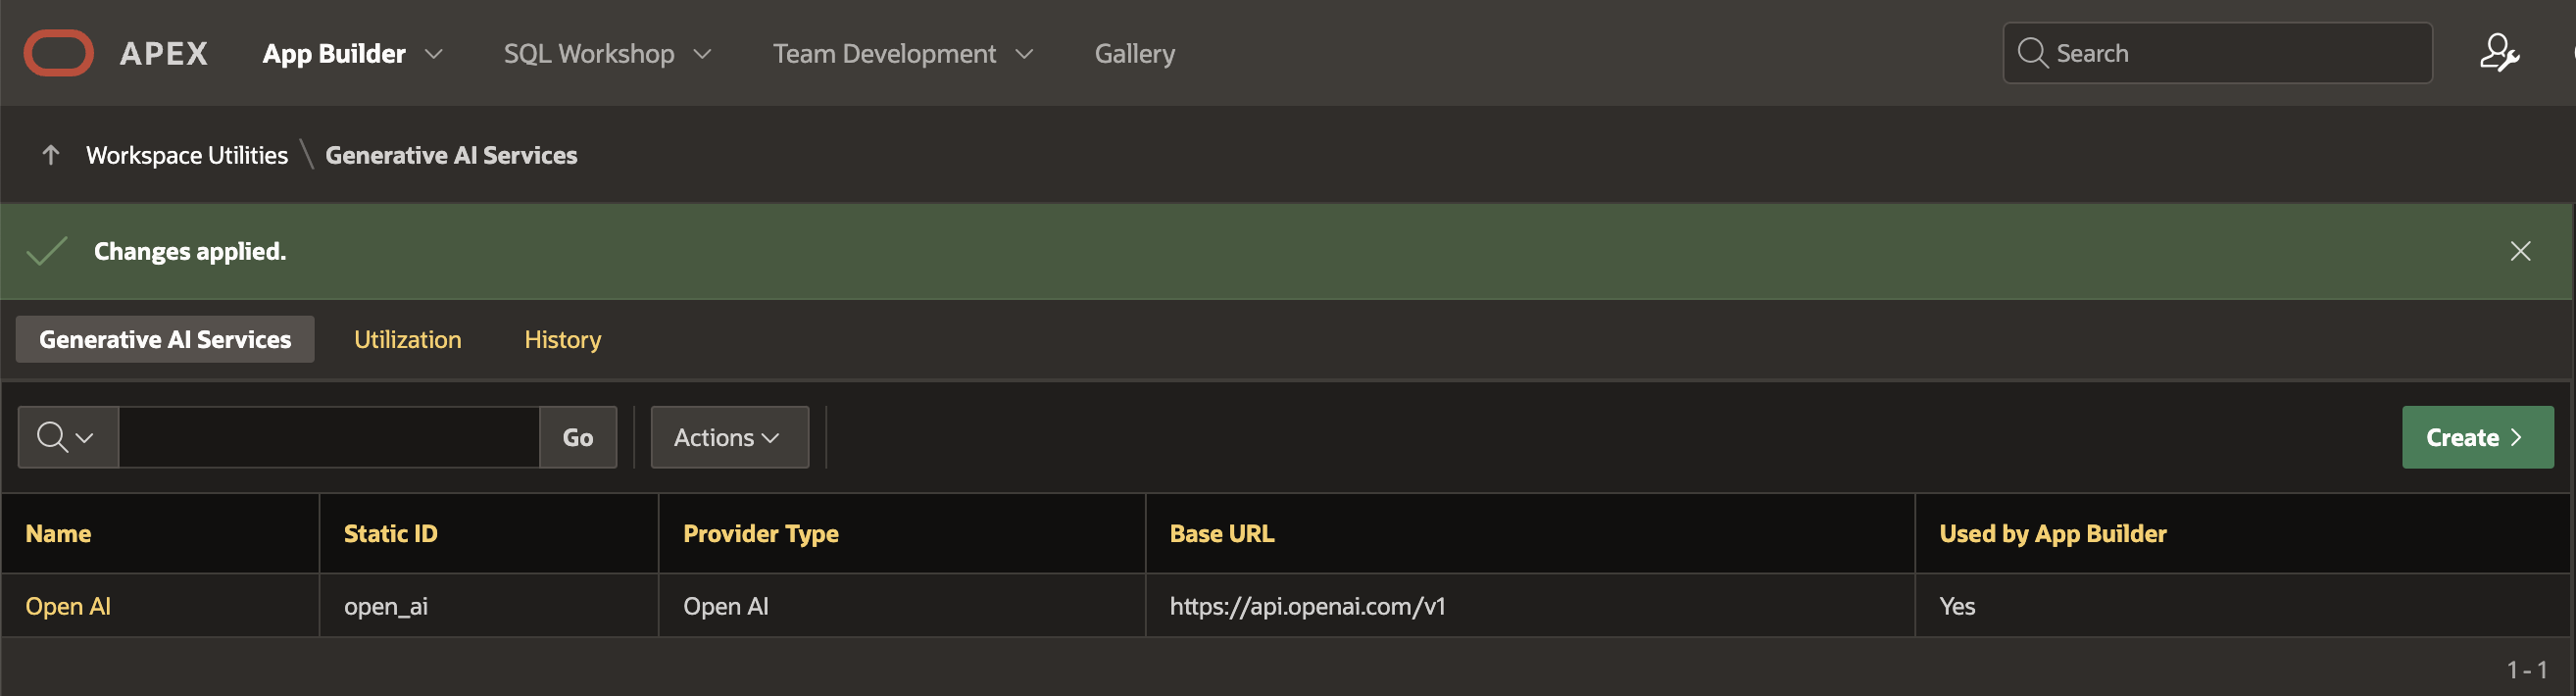 APEX App Builder SQL Workshop Team Development Gallery Search
Workspace Utilities \ Generative AI Services
Changes applied.
Generative AI Services Utilization History
Go Actions Create
Name Static ID Provider Type Base URL Used by App Builder
Open AI open_ai Open AI https://api.openai.com/v1 Yes
1 - 1